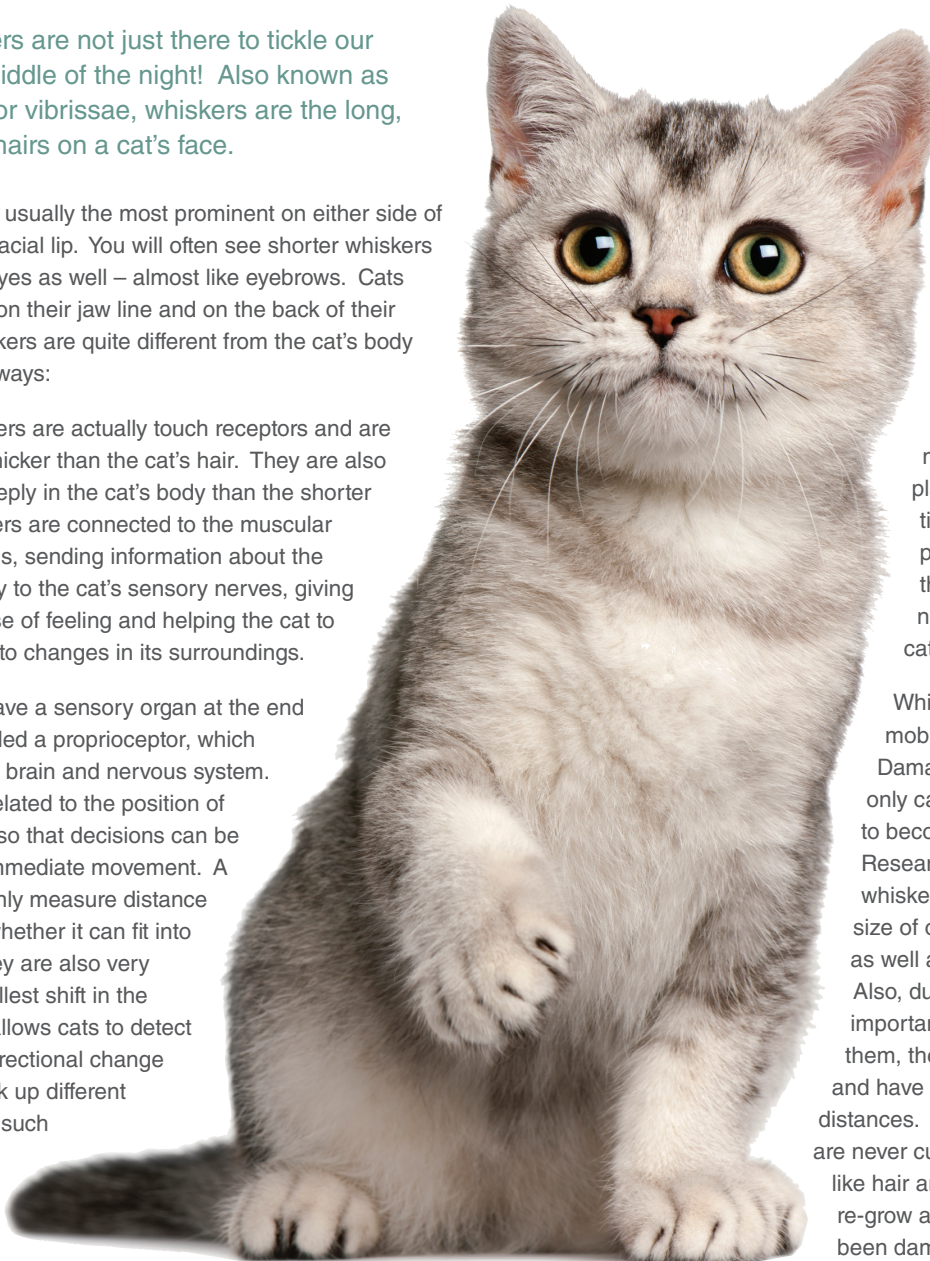 ers are not just there to tickle our
iddle of the night! Also known as
or vibrissae, whiskers are the long,
hairs on a cat's face.
usually the most prominent on either side of
acial lip. You will often see shorter whiskers
yes as well – almost like eyebrows. Cats
on their jaw line and on the back of their
kers are quite different from the cat's body
ways:
ers are actually touch receptors and are
hicker than the cat's hair. They are also
eply in the cat's body than the shorter
ers are connected to the muscular
s, sending information about the
y to the cat's sensory nerves, giving
se of feeling and helping the cat to
to changes in its surroundings.
ave a sensory organ at the end
led a proprioceptor, which
brain and nervous system.
elated to the position of
so that decisions can be
mmediate movement. A
nly measure distance
whether it can fit into
ey are also very
llest shift in the
allows cats to detect
rectional change
k up different
such
pl
ti
p
th
n
cat
Whi
mob
Dama
only ca
to beco
Resear
whiske
size of o
as well a
Also, du
importan
them, the
and have
distances.
are never cu
like hair an
re-grow a
been dam